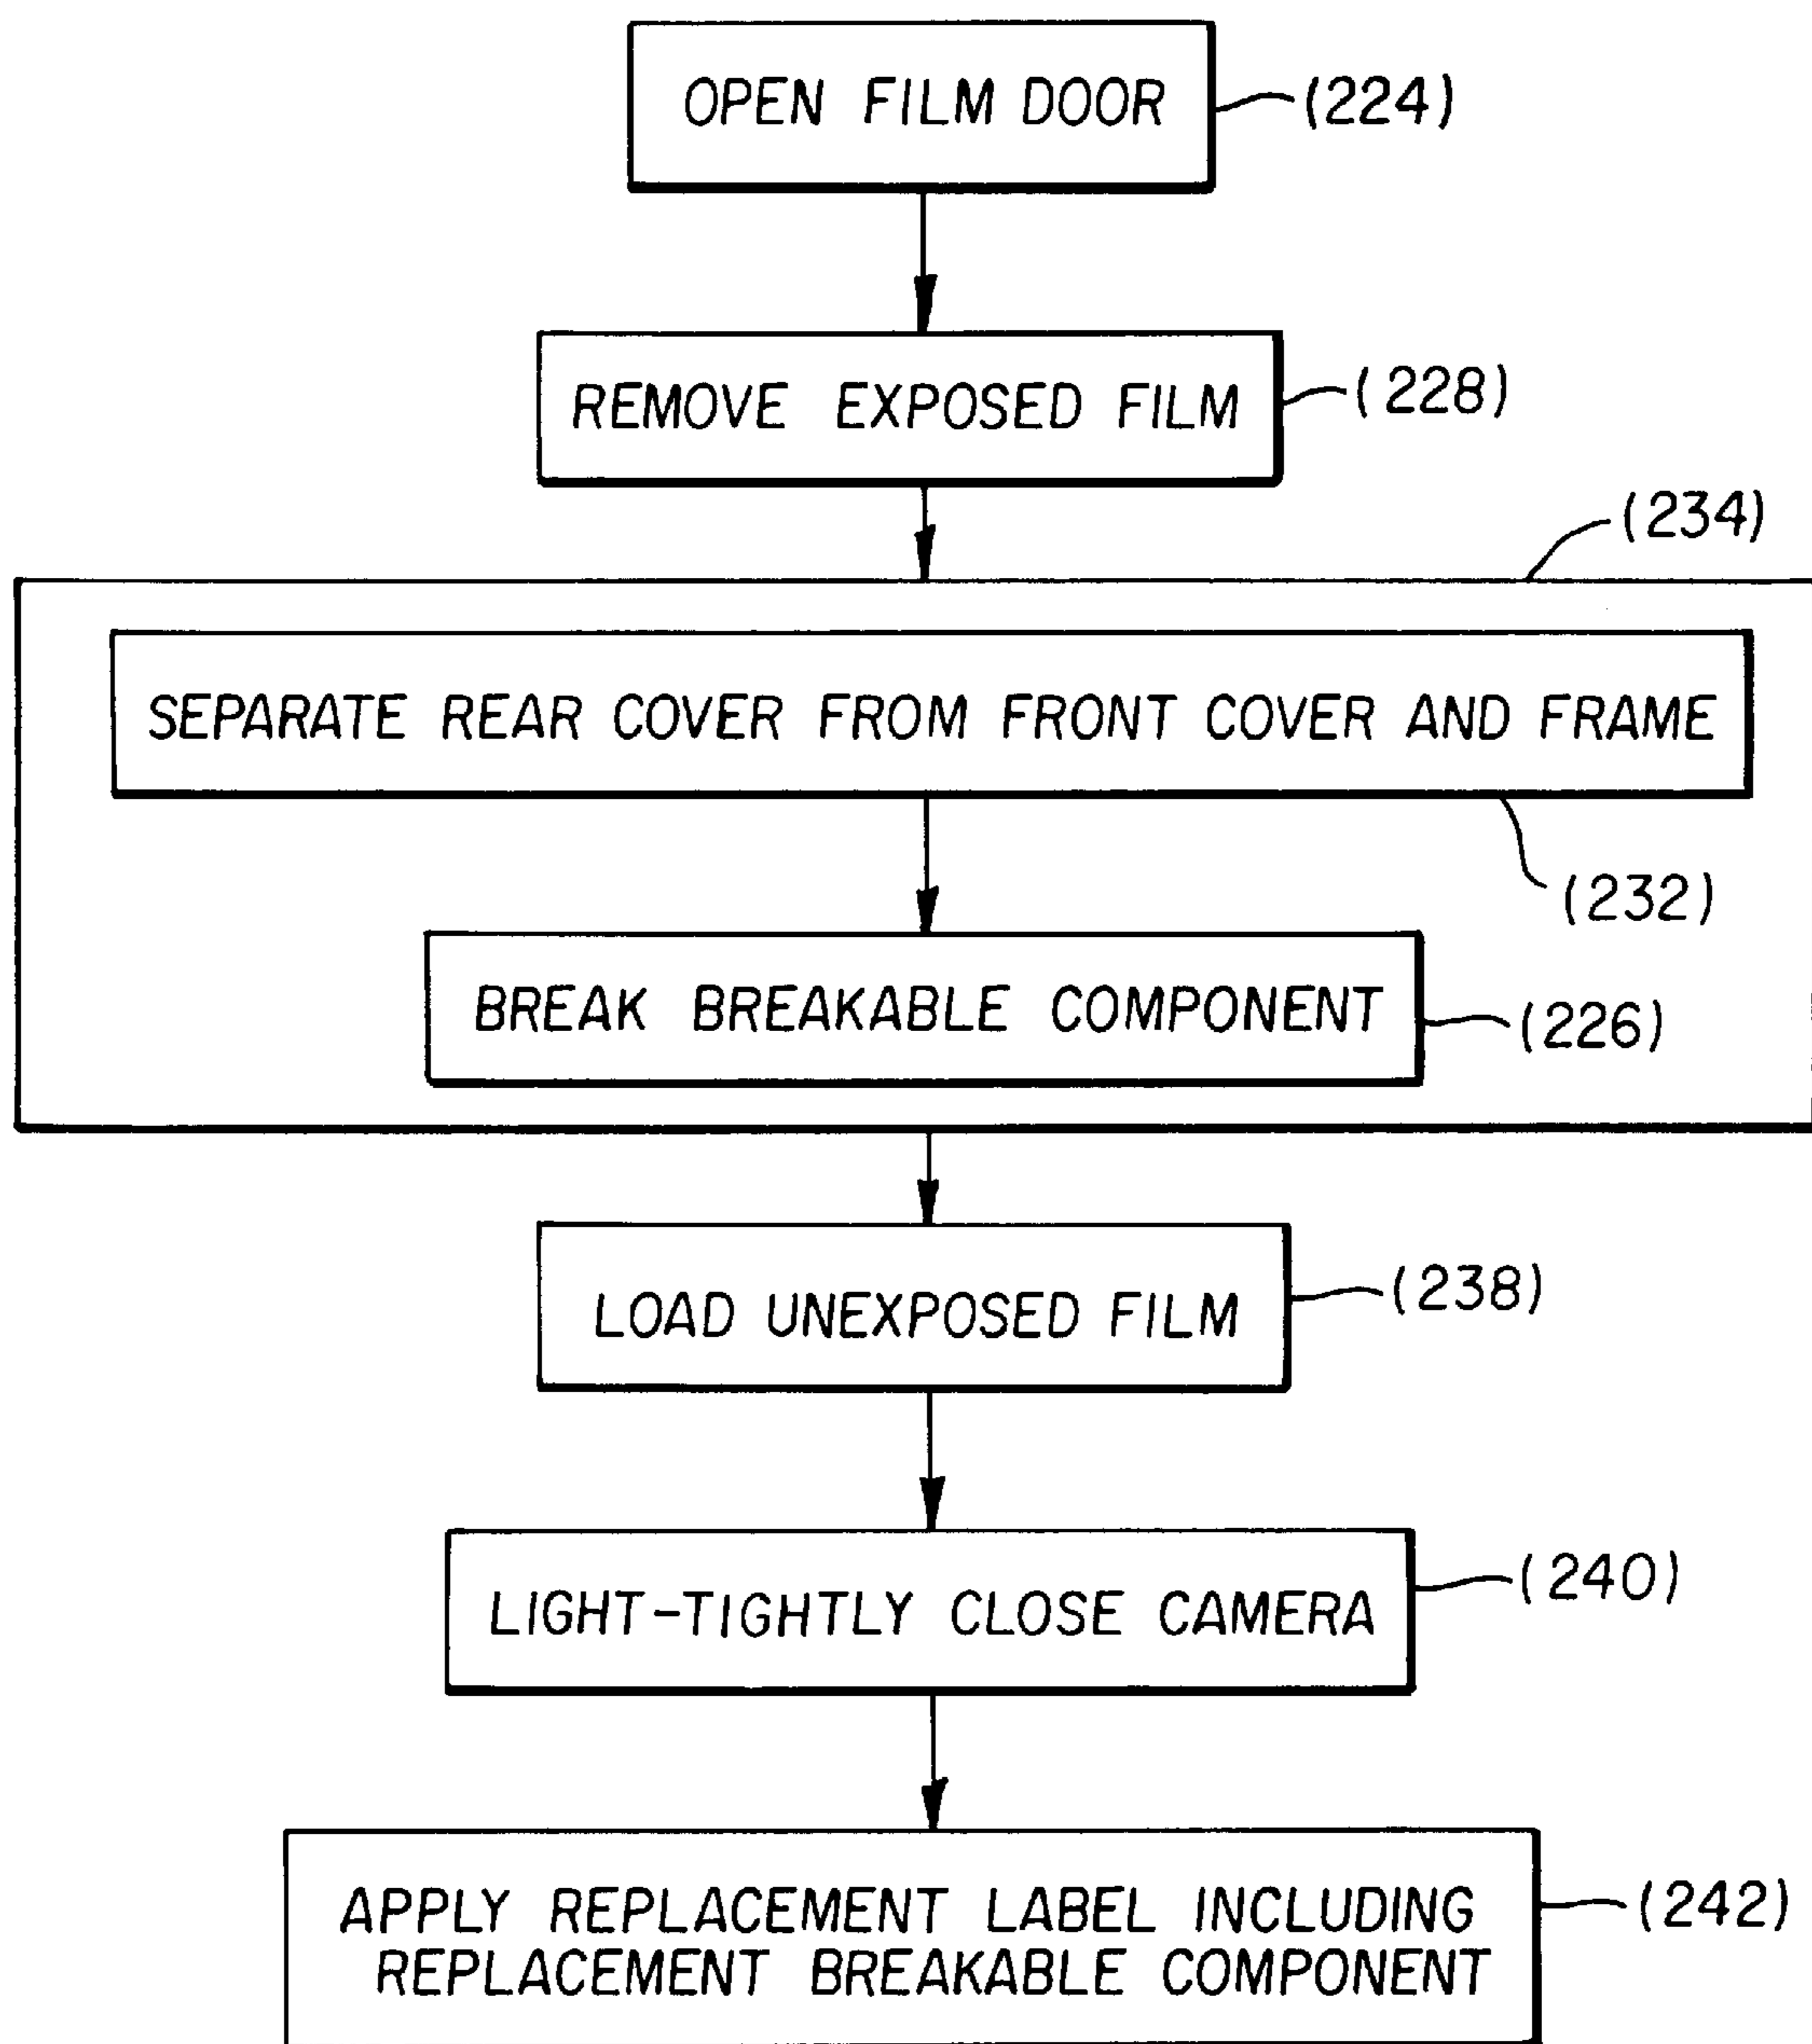 OPEN FILM DOOR
(224)
REMOVE EXPOSED FILM
(228)
(234)
SEPARATE REAR COVER FROM FRONT COVER AND FRAME
(232)
BREAK BREAKABLE COMPONENT
(226)
LOAD UNEXPOSED FILM
(238)
LIGHT-TIGHTLY CLOSE CAMERA
(240)
APPLY REPLACEMENT LABEL INCLUDING
REPLACEMENT BREAKABLE COMPONENT
(242)